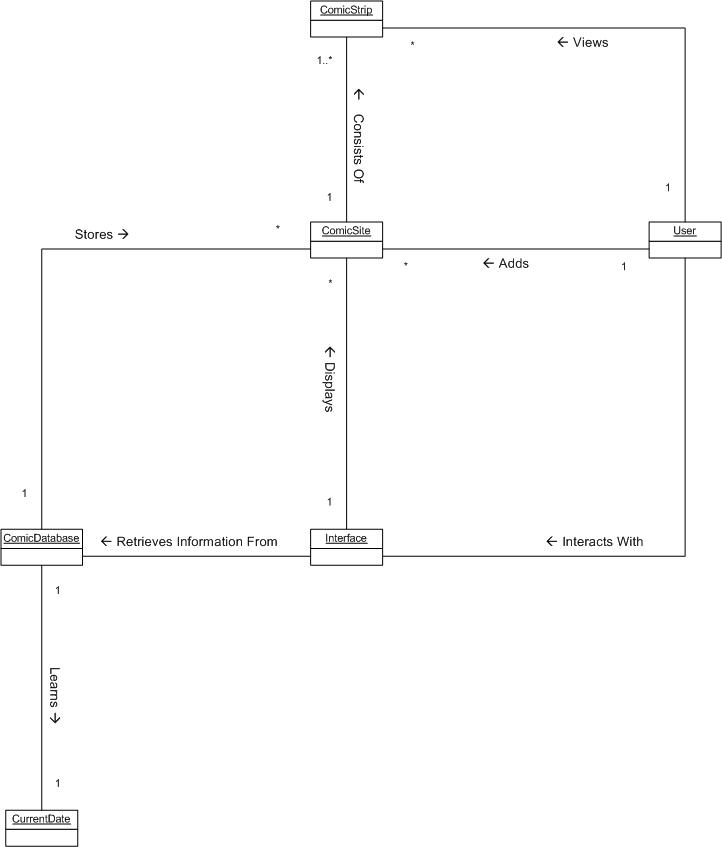 ComicStrip
*
← Views
1..*
← Consists Of
1
1
ComicSite
User
Stores →
*
*
← Adds
1
*
← Displays
1
1
ComicDatabase
← Retrieves Information From
Interface
← Interacts With
1
Learns →
1
CurrentDate